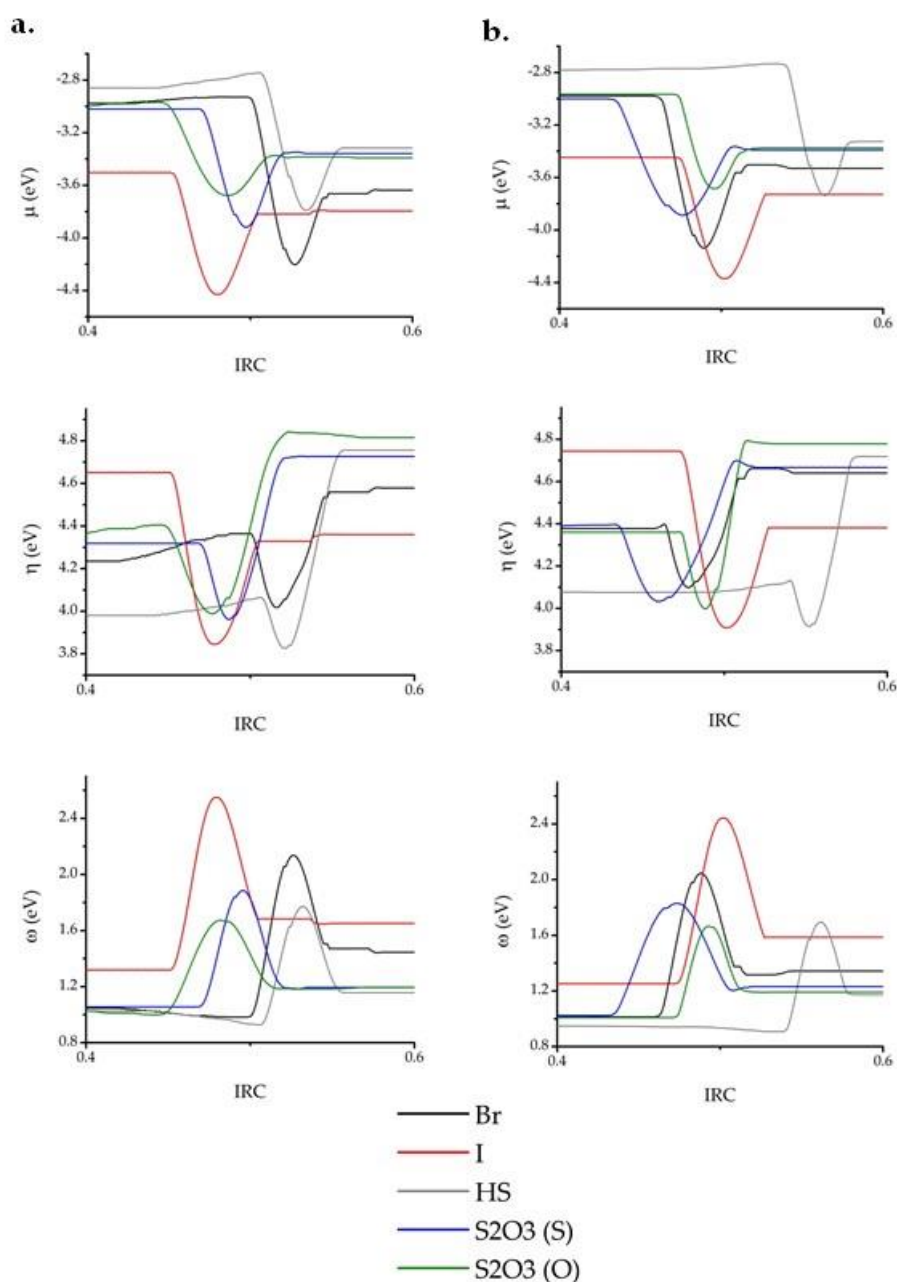 a.
b.
-2.8
-3.2
-3.6
-4.0
-4.4
μ (eV)
0.4
0.6
IRC
-2.8
-3.2
-3.6
-4.0
-4.4
μ (eV)
0.4
0.6
IRC
4.8
4.6
4.4
4.2
4.0
3.8
η (eV)
0.4
0.6
IRC
4.8
4.6
4.4
4.2
4.0
3.8
η (eV)
0.4
0.6
IRC
2.4
2.0
1.6
1.2
0.8
ω (eV)
0.4
0.6
IRC
2.4
2.0
1.6
1.2
0.8
ω (eV)
0.4
0.6
IRC
Br
I
HS
S2O3 (S)
S2O3 (O)